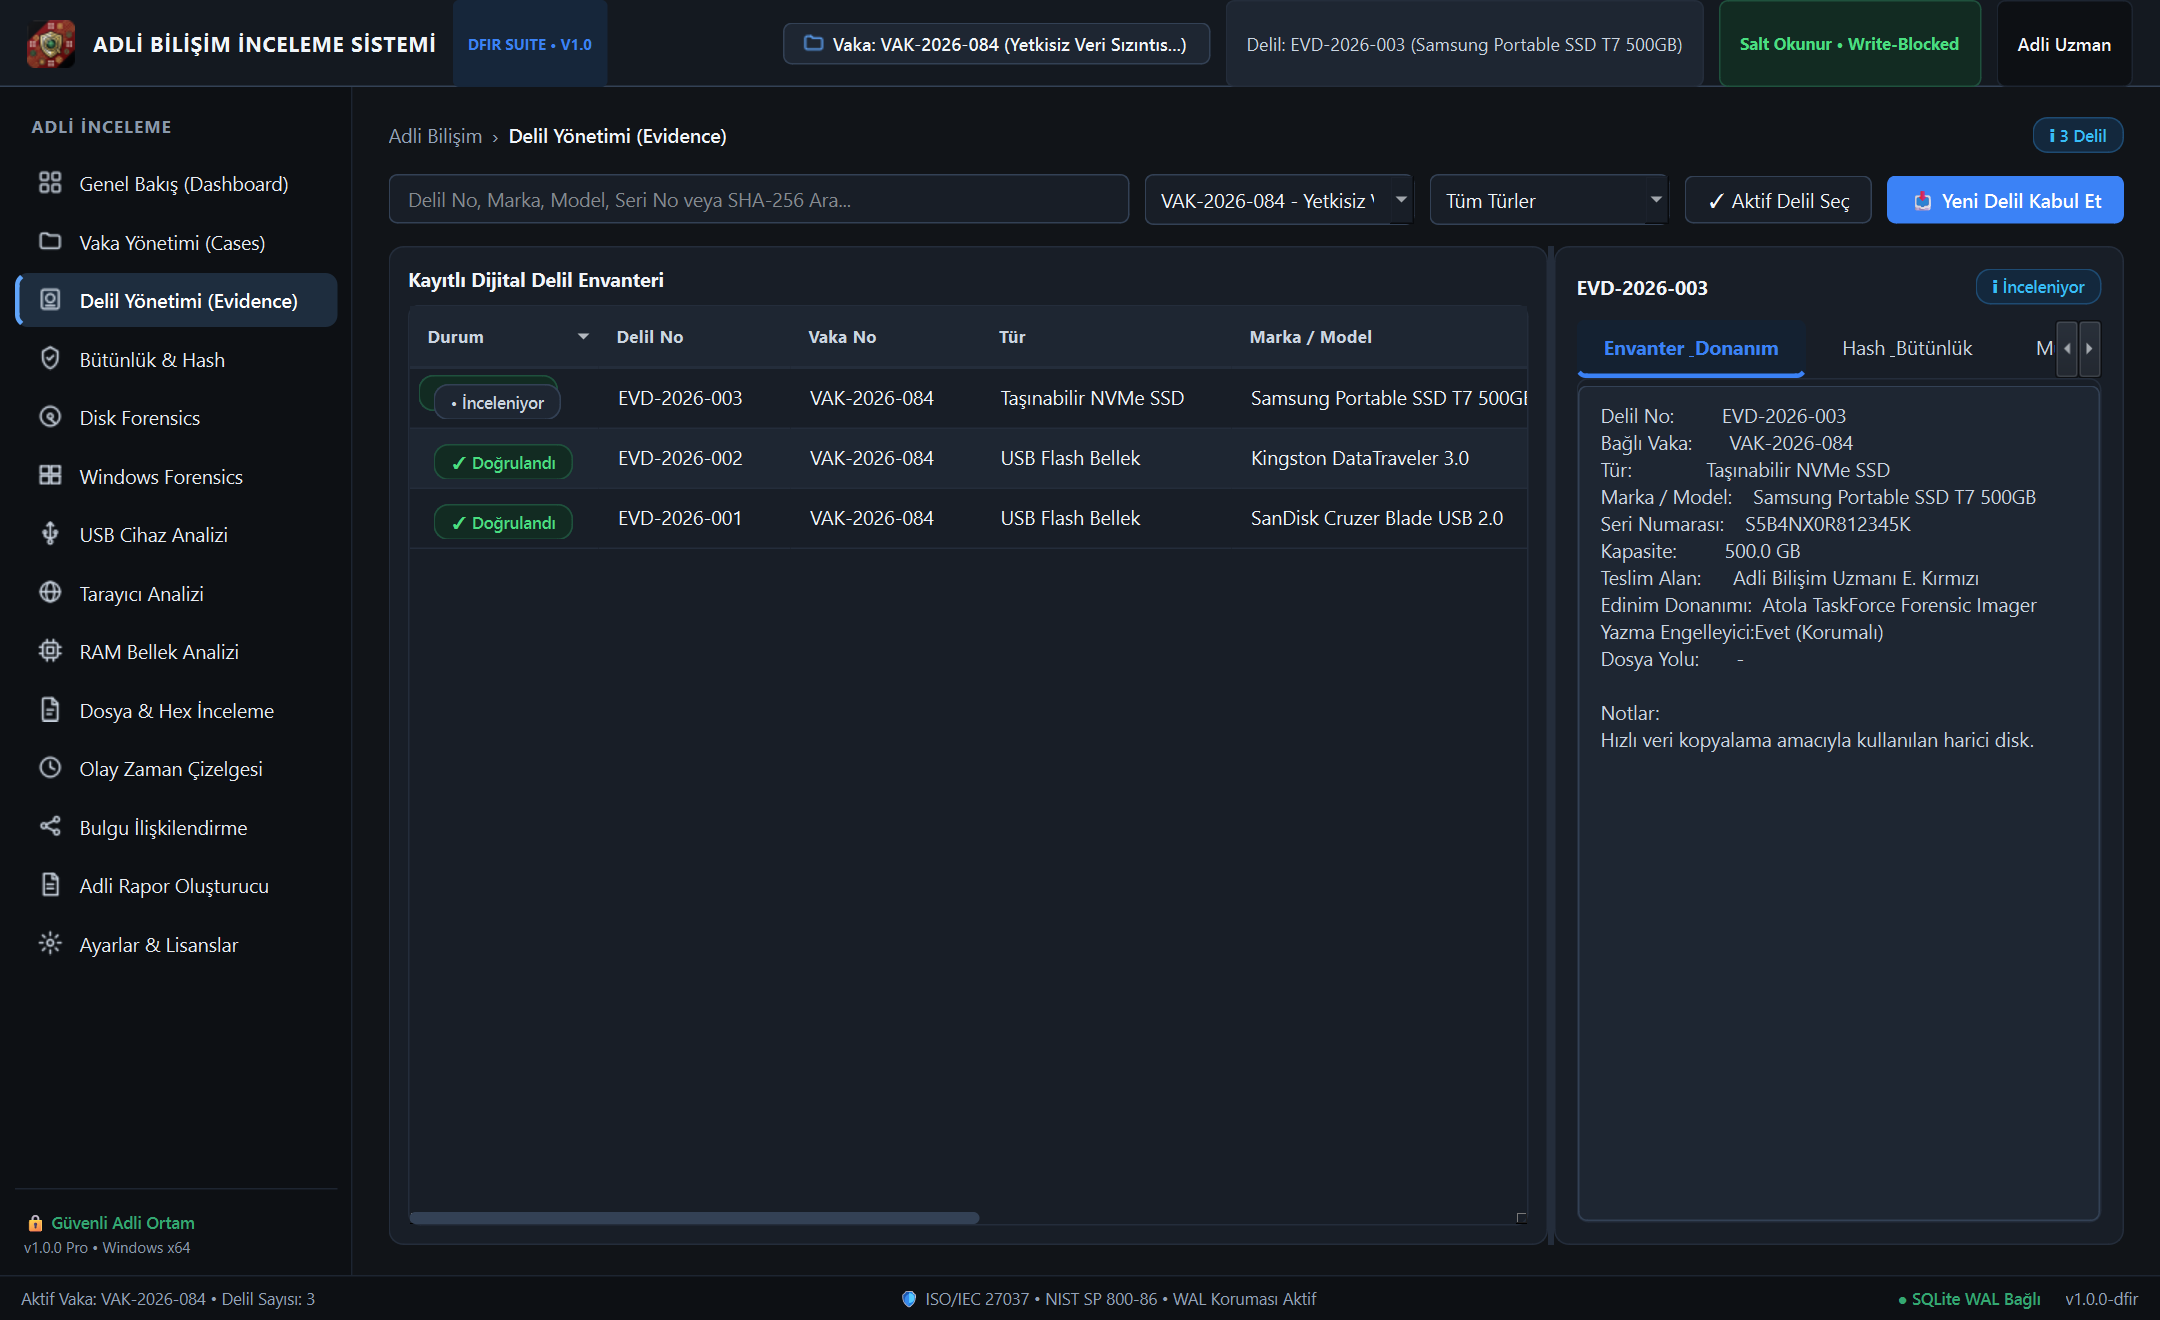 ADLİ BİLİŞİM İNCELEME SİSTEMİ
DFIR SUITE • V1.0
Vaka: VAK-2026-084 (Yetkisiz Veri Sızıntıs...)
Delil: EVD-2026-003 (Samsung Portable SSD T7 500GB)
Salt Okunur • Write-Blocked
Adli Uzman
ADLİ İNCELEME
Genel Bakış (Dashboard)
Vaka Yönetimi (Cases)
Delil Yönetimi (Evidence)
Bütünlük & Hash
Disk Forensics
Windows Forensics
USB Cihaz Analizi
Tarayıcı Analizi
RAM Bellek Analizi
Dosya & Hex İnceleme
Olay Zaman Çizelgesi
Bulgu İlişkilendirme
Adli Rapor Oluşturucu
Ayarlar & Lisanslar
Güvenli Adli Ortam
v1.0.0 Pro • Windows x64
Adli Bilişim › Delil Yönetimi (Evidence)
i 3 Delil
Delil No, Marka, Model, Seri No veya SHA-256 Ara...
VAK-2026-084 - Yetkisiz
Tüm Türler
✓ Aktif Delil Seç
Yeni Delil Kabul Et
Kayıtlı Dijital Delil Envanteri
Durum Delil No Vaka No Tür Marka / Model
• İnceleniyor EVD-2026-003 VAK-2026-084 Taşınabilir NVMe SSD Samsung Portable SSD T7 500GB
✓ Doğrulandı EVD-2026-002 VAK-2026-084 USB Flash Bellek Kingston DataTraveler 3.0
✓ Doğrulandı EVD-2026-001 VAK-2026-084 USB Flash Bellek SanDisk Cruzer Blade USB 2.0
EVD-2026-003
i İnceleniyor
Envanter _Donanım
Hash _Bütünlük
M
Delil No: EVD-2026-003
Bağlı Vaka: VAK-2026-084
Tür: Taşınabilir NVMe SSD
Marka / Model: Samsung Portable SSD T7 500GB
Seri Numarası: S5B4NX0R812345K
Kapasite: 500.0 GB
Teslim Alan: Adli Bilişim Uzmanı E. Kırmızı
Edinim Donanımı: Atola TaskForce Forensic Imager
Yazma Engelleyici:Evet (Korumalı)
Dosya Yolu: -
Notlar:
Hızlı veri kopyalama amacıyla kullanılan harici disk.
Aktif Vaka: VAK-2026-084 • Delil Sayısı: 3
ISO/IEC 27037 • NIST SP 800-86 • WAL Koruması Aktif
● SQLite WAL Bağlı
v1.0.0-dfir